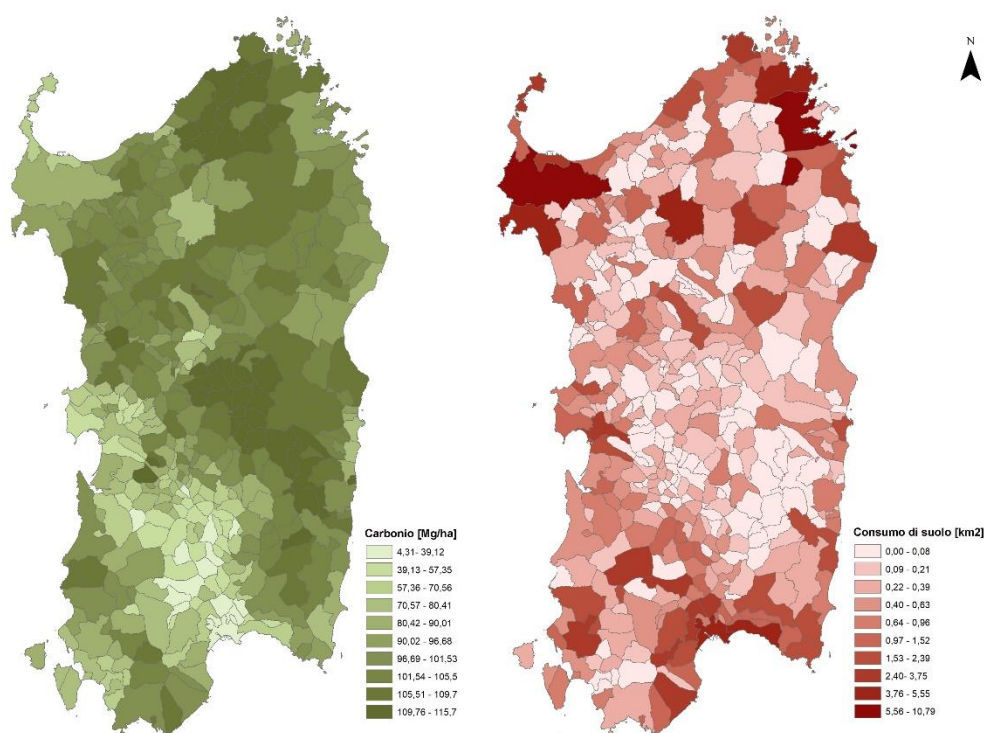 N
Carbonio [Mg/ha]
4,31- 39,12
39,13 - 57,35
57,36 - 70,56
70,57 - 80,41
80,42 - 90,01
90,02 - 96,68
96,69 - 101,53
101,54 - 105,5
105,51 - 109,7
109,76 - 115,7
Consumo di suolo [km2]
0,00 - 0,08
0,09 - 0,21
0,22 - 0,39
0,40 - 0,63
0,64 - 0,96
0,97 - 1,52
1,53 - 2,39
2,40 - 3,75
3,76 - 5,55
5,56 - 10,79